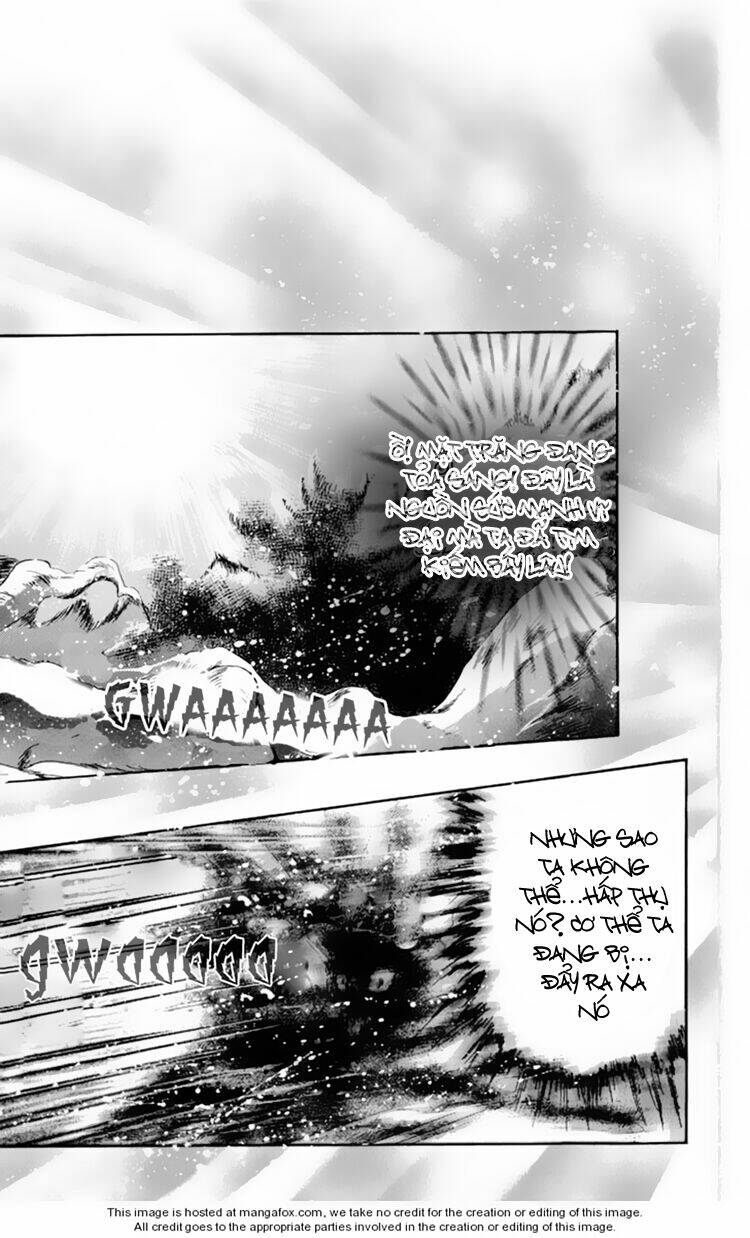 Ồ! MẶT TRĂNG ĐANG
TỎA SÁNG! ĐÂY LÀ
NGUỒN SỨC MẠNH VĨ
ĐẠI MÀ TA ĐÃ TÌM
KIẾM BẤY LÂU!
GWAAAAAAA
NHƯNG SAO
TA KHÔNG
THỂ...HẤP THỤ
NÓ? CƠ THỂ TA
ĐANG BỊ...
ĐẨY RA XA
NÓ
gwaaaaa
This image is hosted at mangafox.com, we take no credit for the creation or editing of this image.
All credit goes to the appropriate parties involved in the creation or editing of this image.